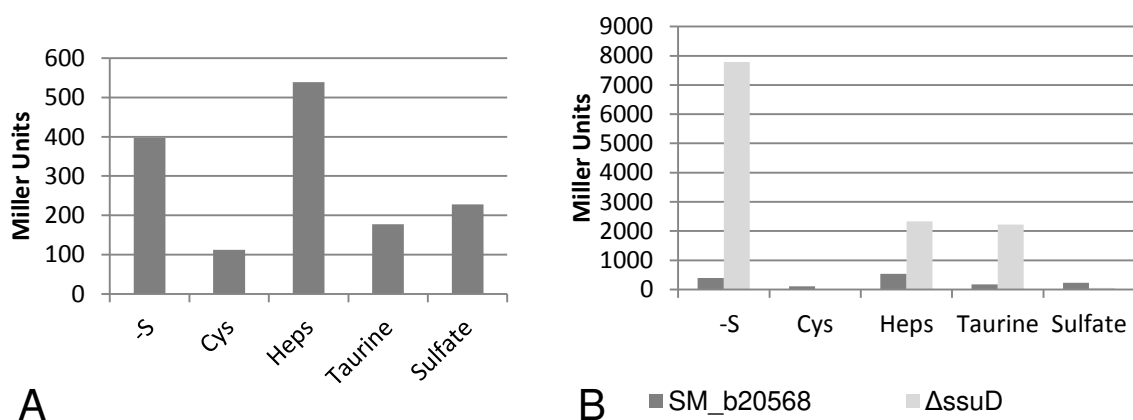 Miller Units
600
500
400
300
200
100
0
-S
Cys
Heps
Taurine
Sulfate
A
Miller Units
9000
8000
7000
6000
5000
4000
3000
2000
1000
0
-S Cys Heps Taurine Sulfate
B
SM_b20568 ΔssuD